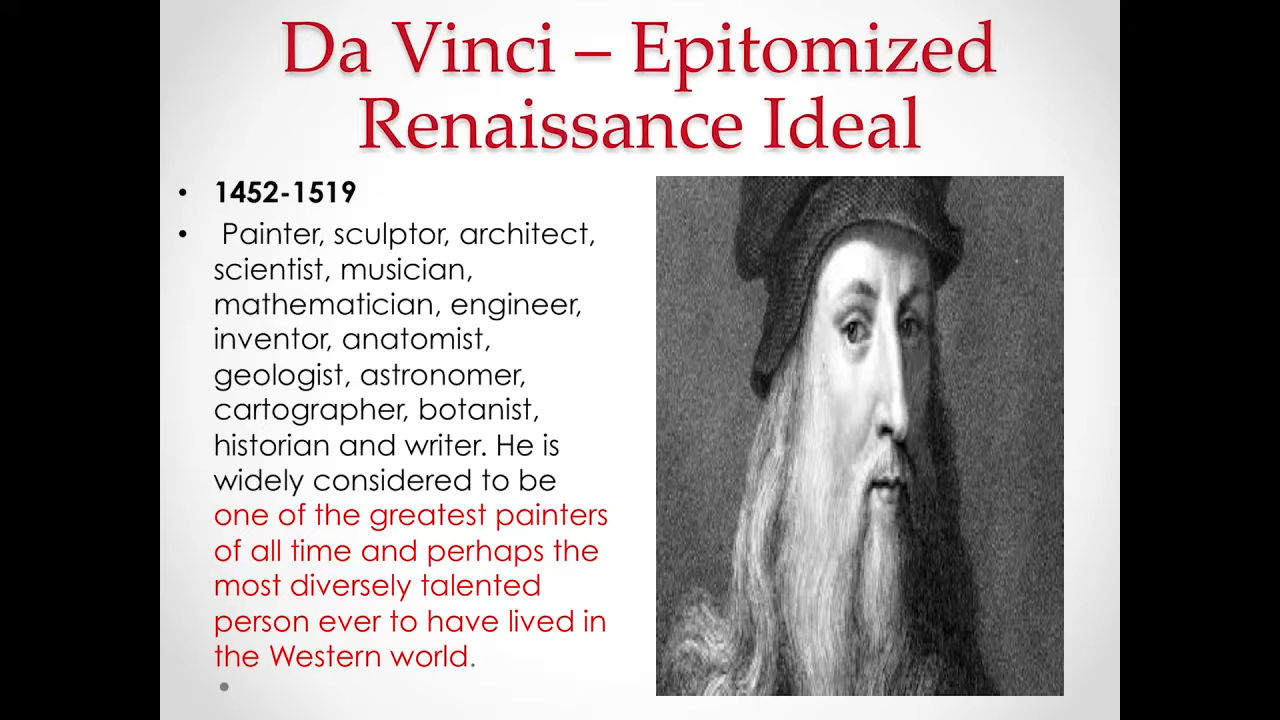 Da Vinci – Epitomized
Renaissance Ideal
• 1452-1519
• Painter, sculptor, architect,
scientist, musician,
mathematician, engineer,
inventor, anatomist,
geologist, astronomer,
cartographer, botanist,
historian and writer. He is
widely considered to be
one of the greatest painters
of all time and perhaps the
most diversely talented
person ever to have lived in
the Western world.
•